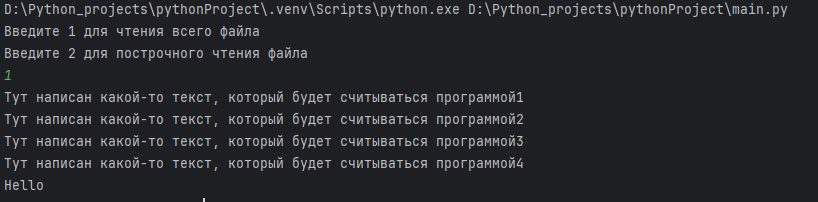 D:\Python_projects\pythonProject\.venv\Scripts\python.exe D:\Python_projects\pythonProject\main.py
Введите 1 для чтения всего файла
Введите 2 для построчного чтения файла
1
Тут написан какой-то текст, который будет считываться программой1
Тут написан какой-то текст, который будет считываться программой2
Тут написан какой-то текст, который будет считываться программой3
Тут написан какой-то текст, который будет считываться программой4
Hello